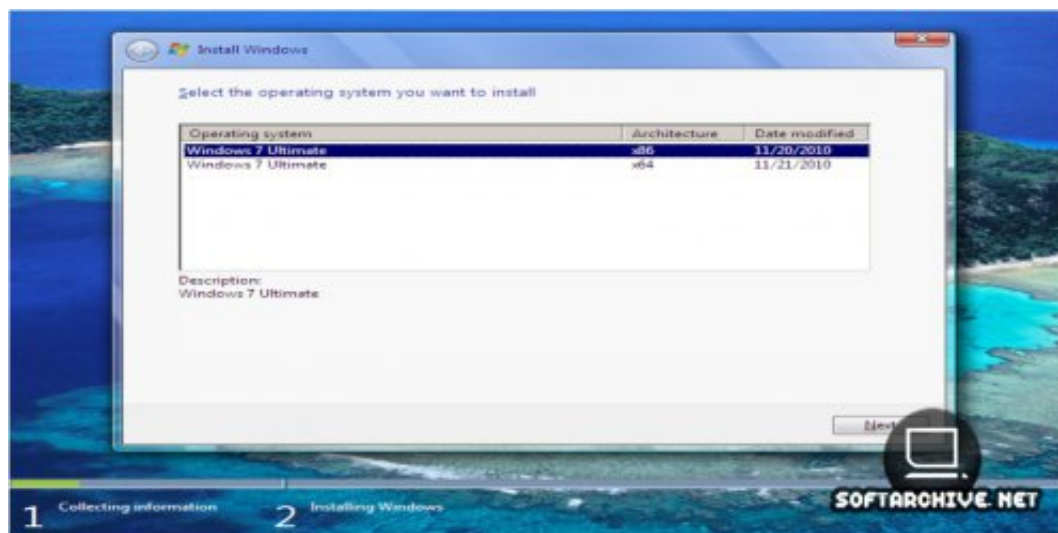 Install Windows
Select the operating system you want to install
Operating system Architecture Date modified
Windows 7 Ultimate x86 11/20/2010
Windows 7 Ultimate x64 11/21/2010
Description:
Windows 7 Ultimate
Next
SOFTARCHIVE.NET
1 Collecting information 2 Installing Windows